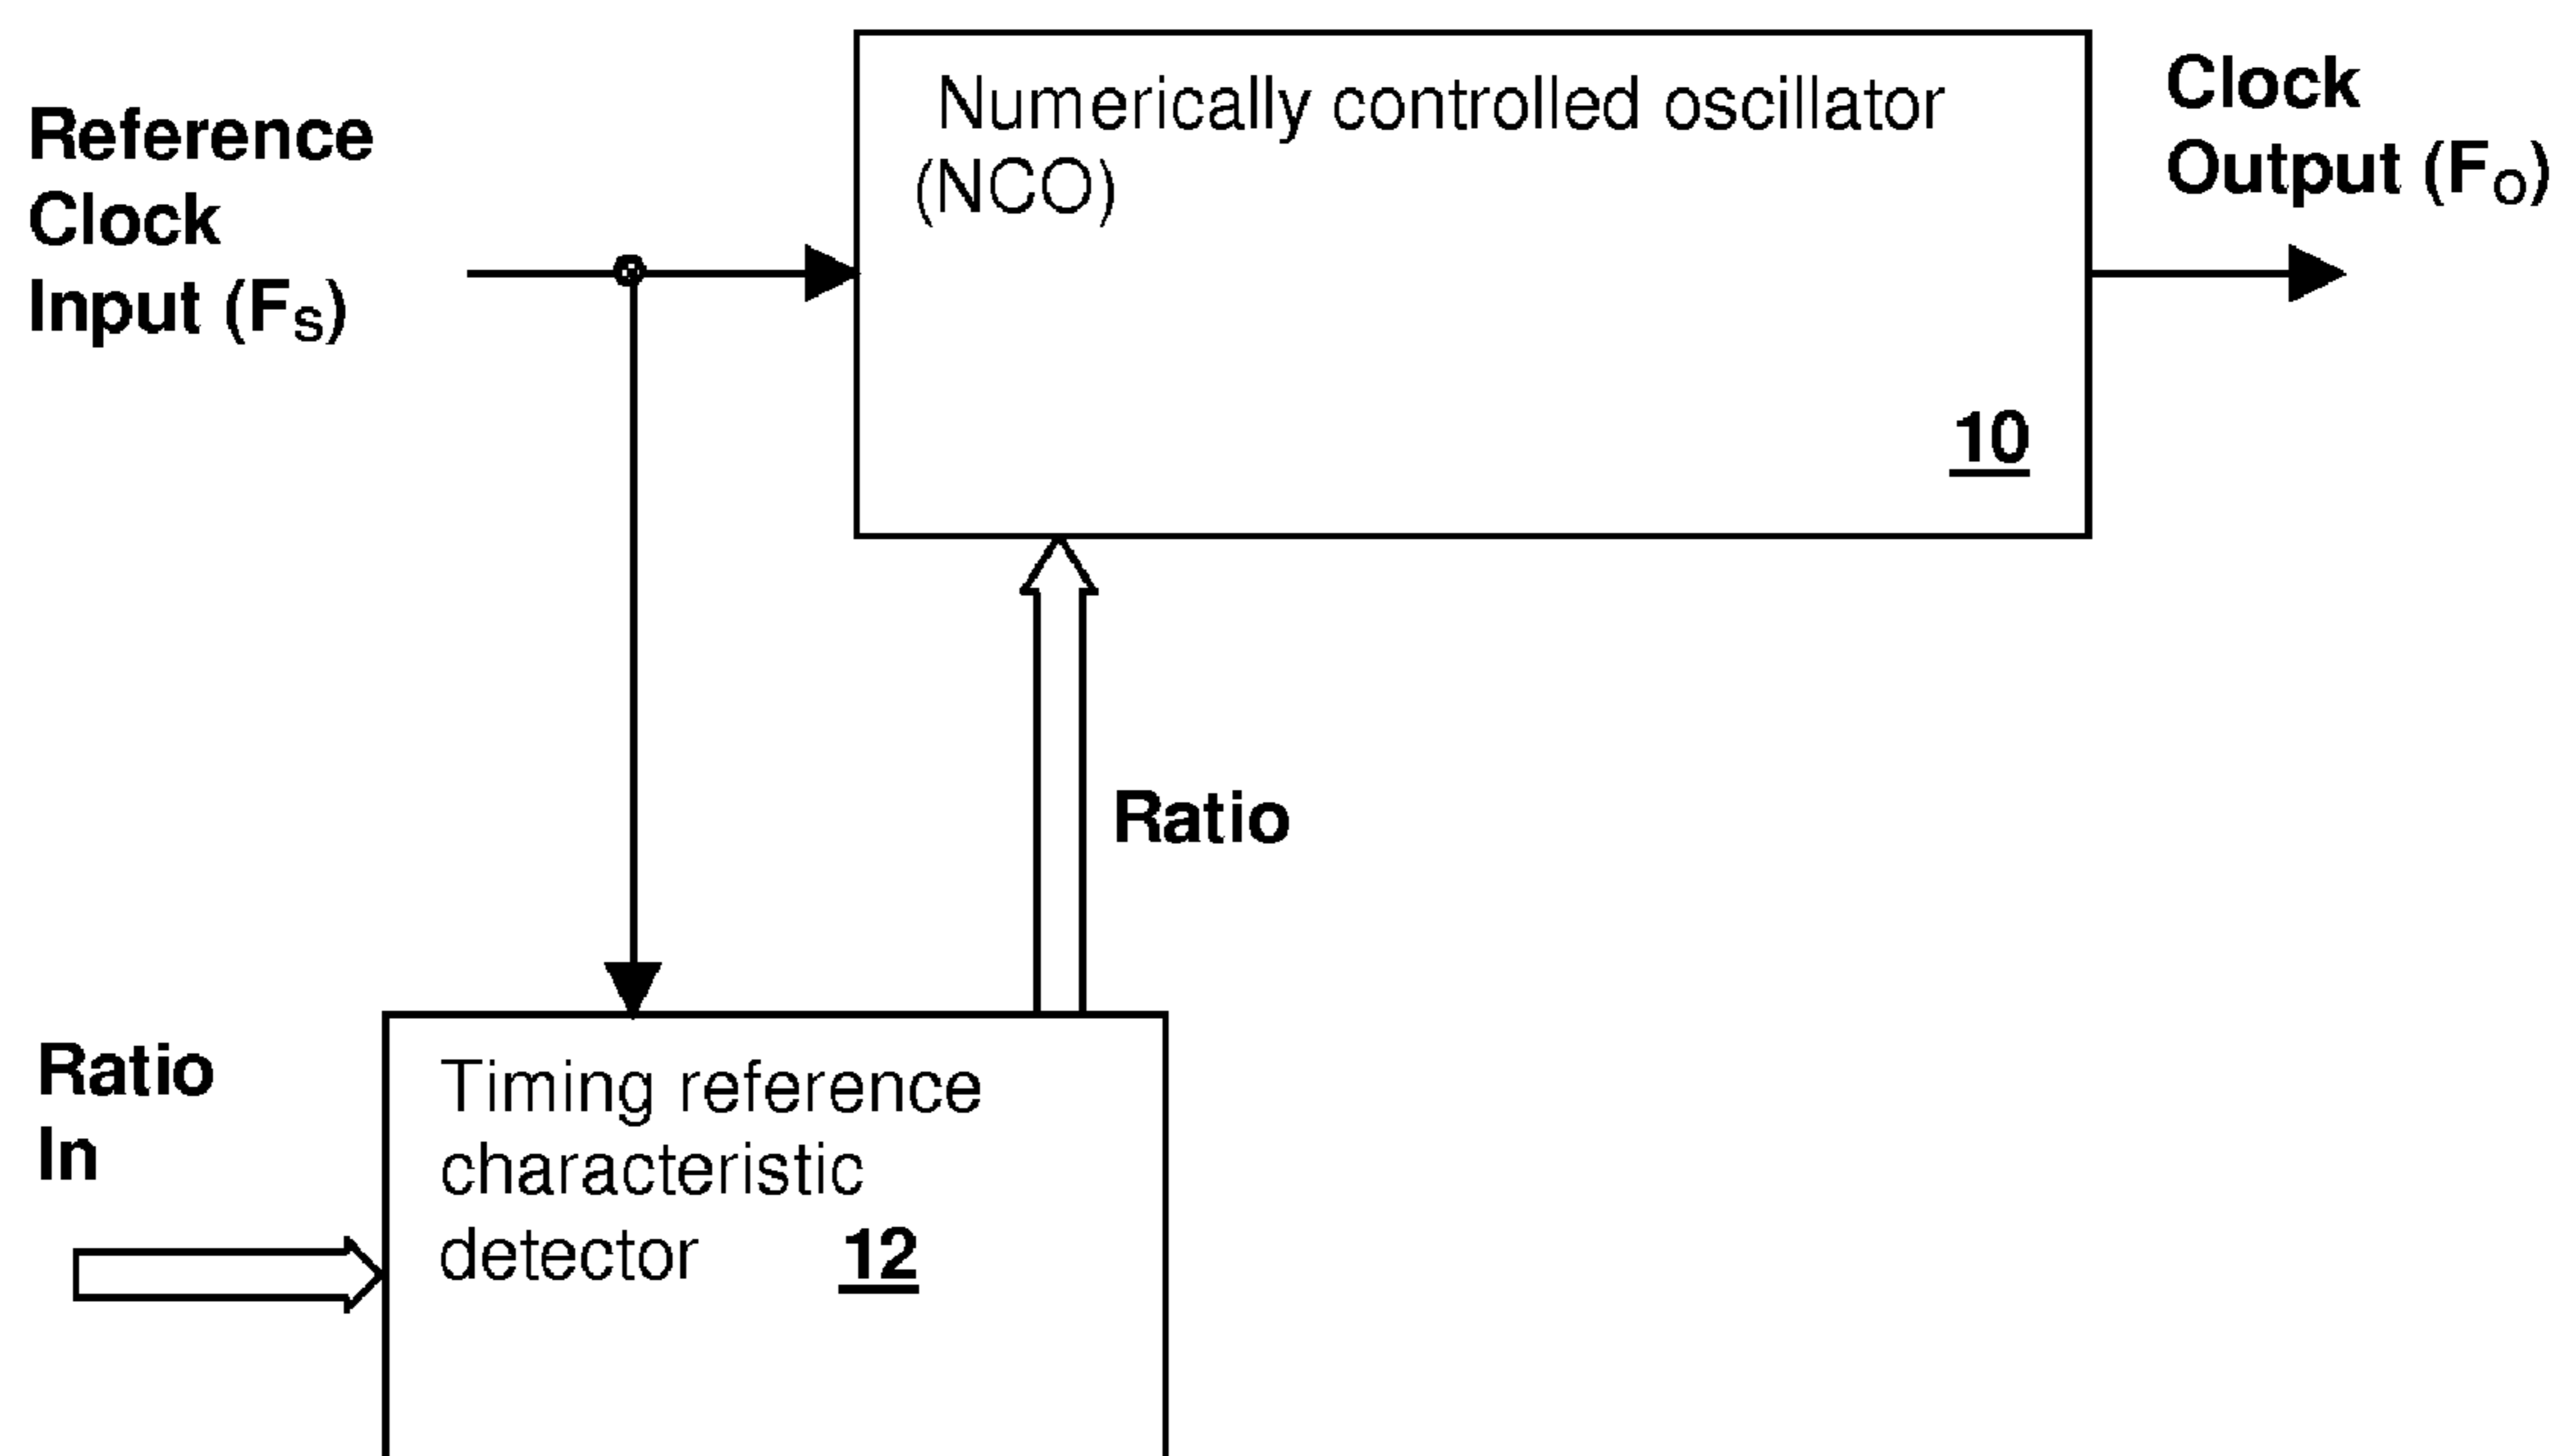 Reference
Clock
Input (FS)
Numerically controlled oscillator
(NCO)
10
Clock
Output (FO)
Ratio
Ratio
In
Timing reference
characteristic
detector 12